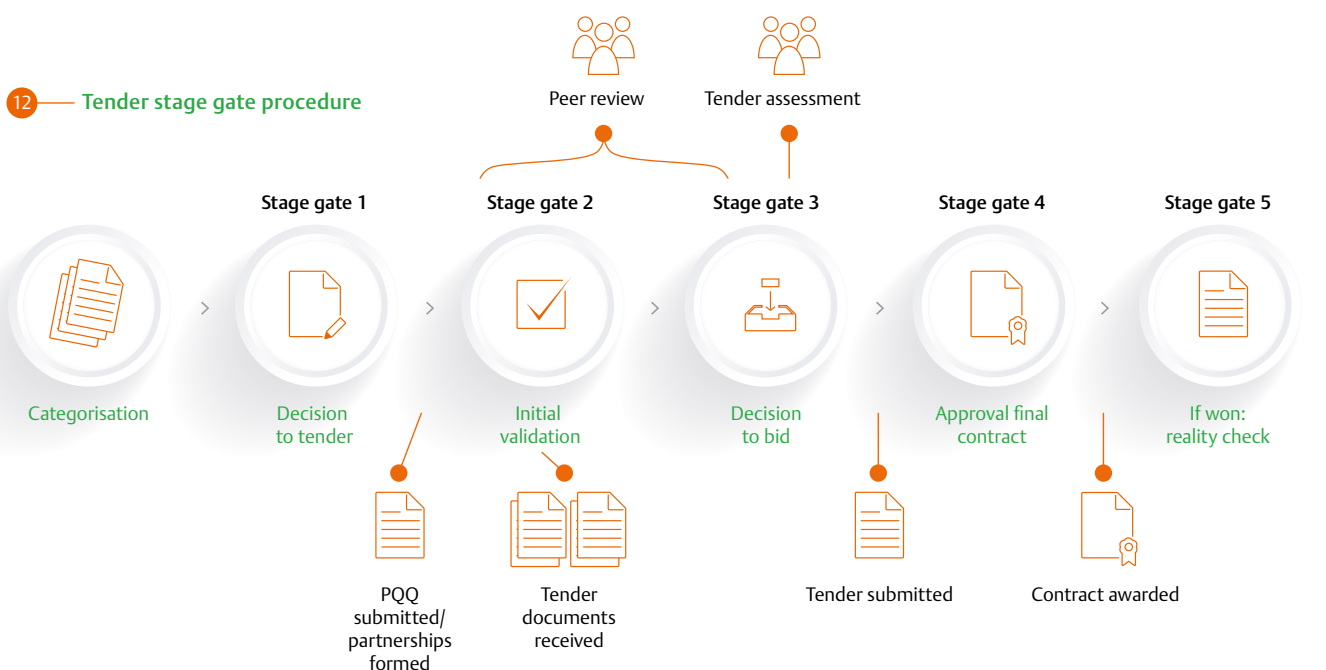 12 Tender stage gate procedure
Peer review
Tender assessment
Stage gate 1
Stage gate 2
Stage gate 3
Stage gate 4
Stage gate 5
Categorisation
Decision
to tender
Initial
validation
Decision
to bid
Approval final
contract
If won:
reality check
PQQ
submitted/
partnerships
formed
Tender
documents
received
Tender submitted
Contract awarded